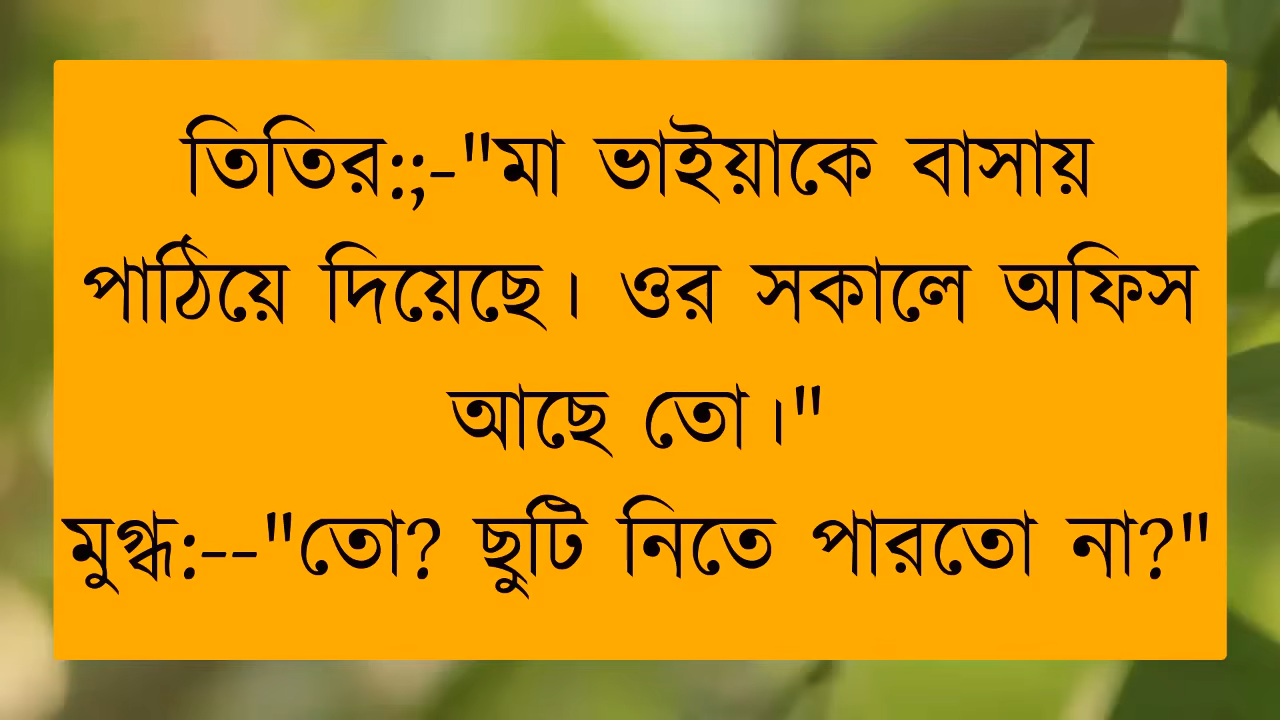 তিতির:;-"মা ভাইয়াকে বাসায়
পাঠিয়ে দিয়েছে। ওর সকালে অফিস
আছে তো।"
মুগ্ধ:--"তো? ছুটি নিতে পারতো না?"